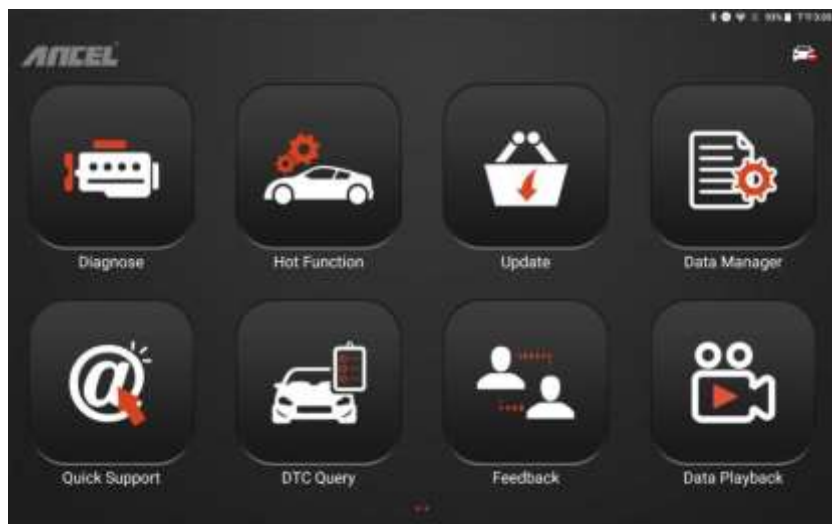 ANCEL
Diagnose
Hot Function
Update
Data Manager
Quick Support
DTC Query
Feedback
Data Playback